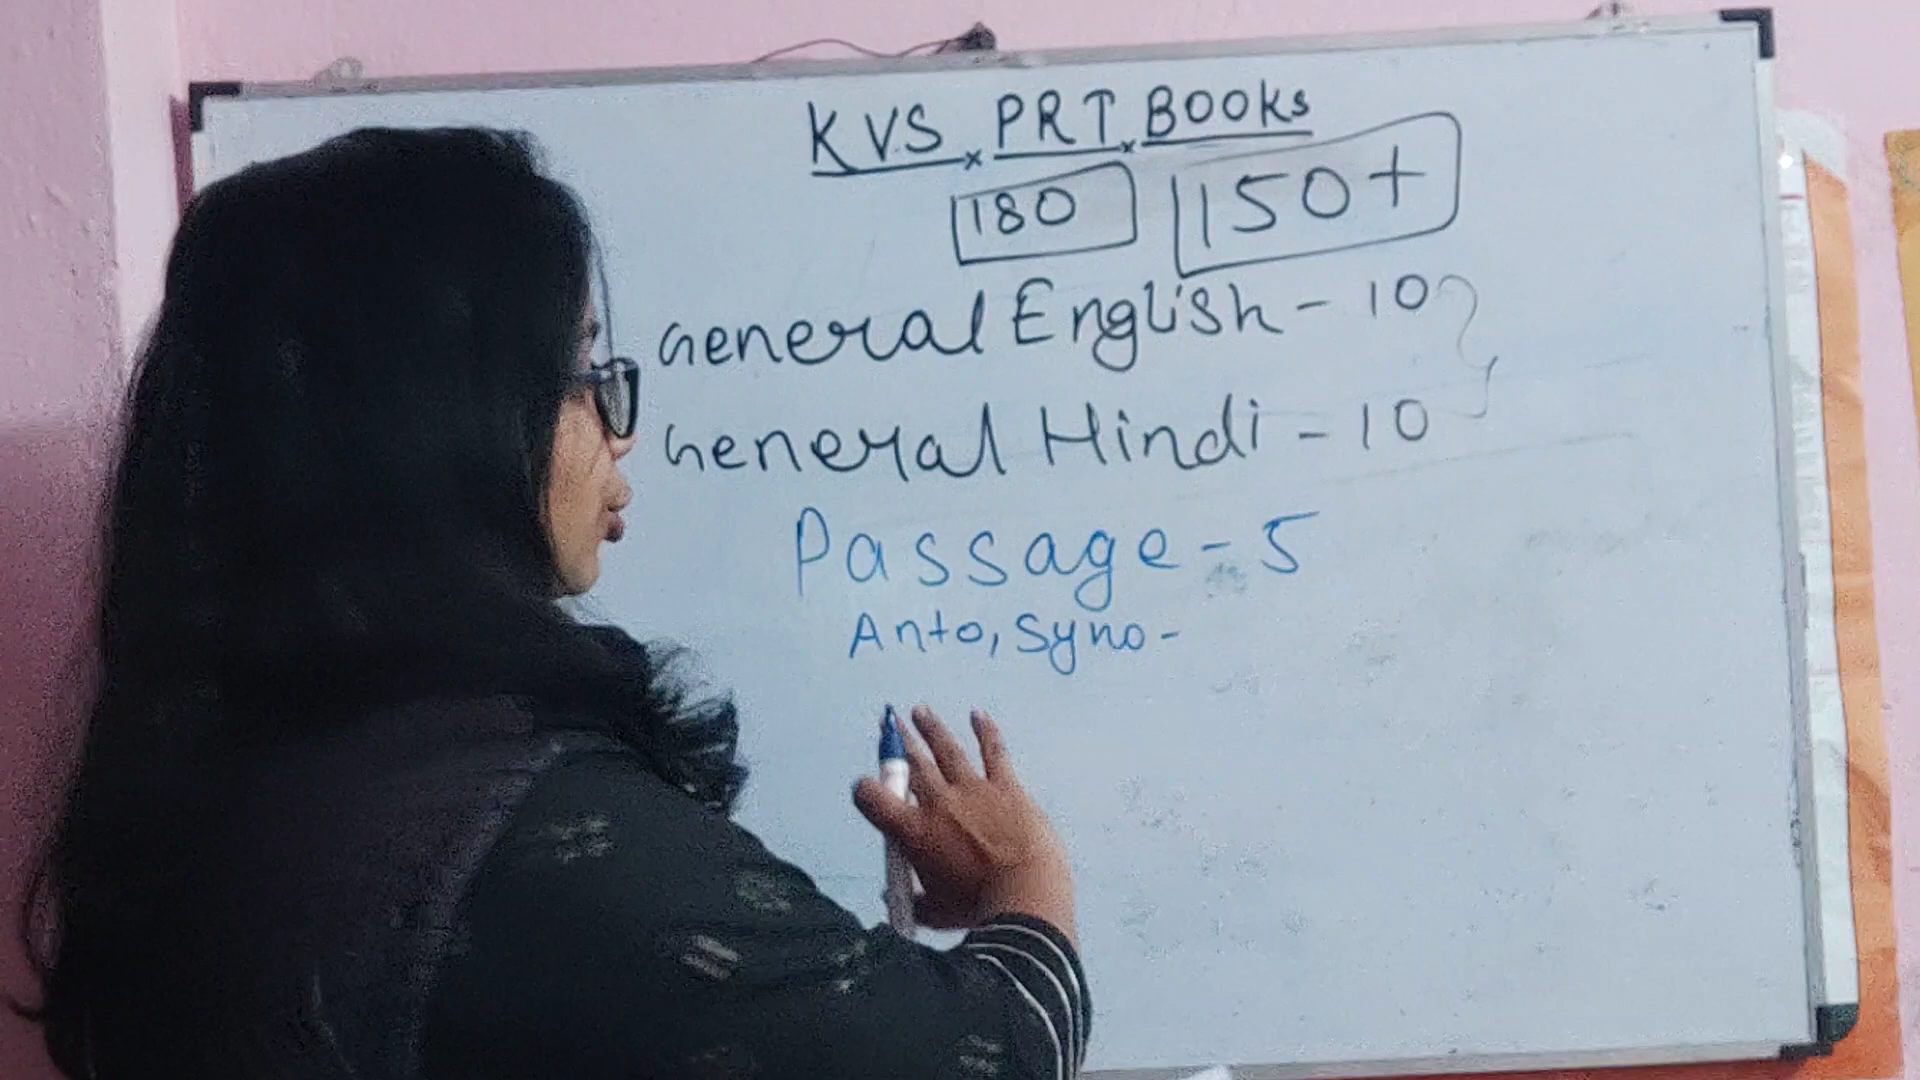 KVS PRT BOOKs
180 150+
General English - 10
General Hindi - 10
Passage - 5
Anto, Syno -